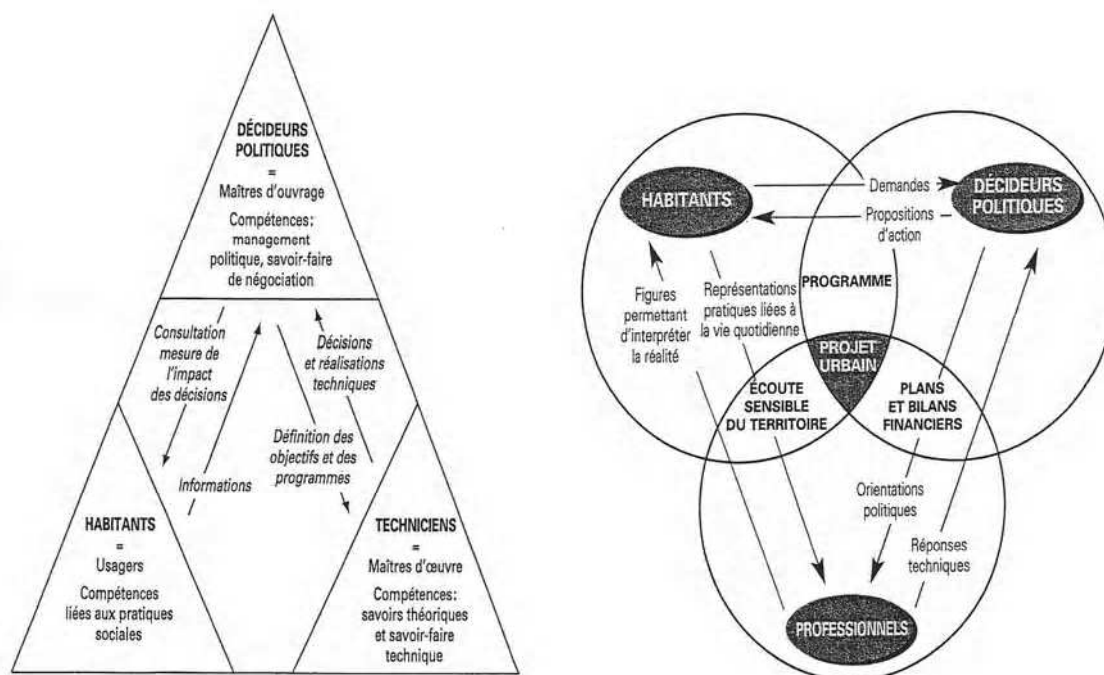 DÉCIDEURS
POLITIQUES
=
Maîtres d'ouvrage
Compétences:
management
politique, savoir-faire
de négociation
Consultation
mesure de
l'impact
des décisions
Décisions
et réalisations
techniques
Informations
Définition des
objectifs et des
programmes
HABITANTS
=
Usagers
Compétences
liées aux pratiques
sociales
TECHNICIENS
=
Maîtres d'œuvre
Compétences:
savoirs théoriques
et savoir-faire
technique
HABITANTS
Demandes
DÉCIDEURS
POLITIQUES
Propositions
d'action
Figures
permettant
d'interpréter
la réalité
Représentations
pratiques liées à
la vie quotidienne
PROGRAMME
PROJET
URBAIN
ÉCOUTE
SENSIBLE
DU TERRITOIRE
PLANS
ET BILANS
FINANCIERS
Orientations
politiques
Réponses
techniques
PROFESSIONNELS